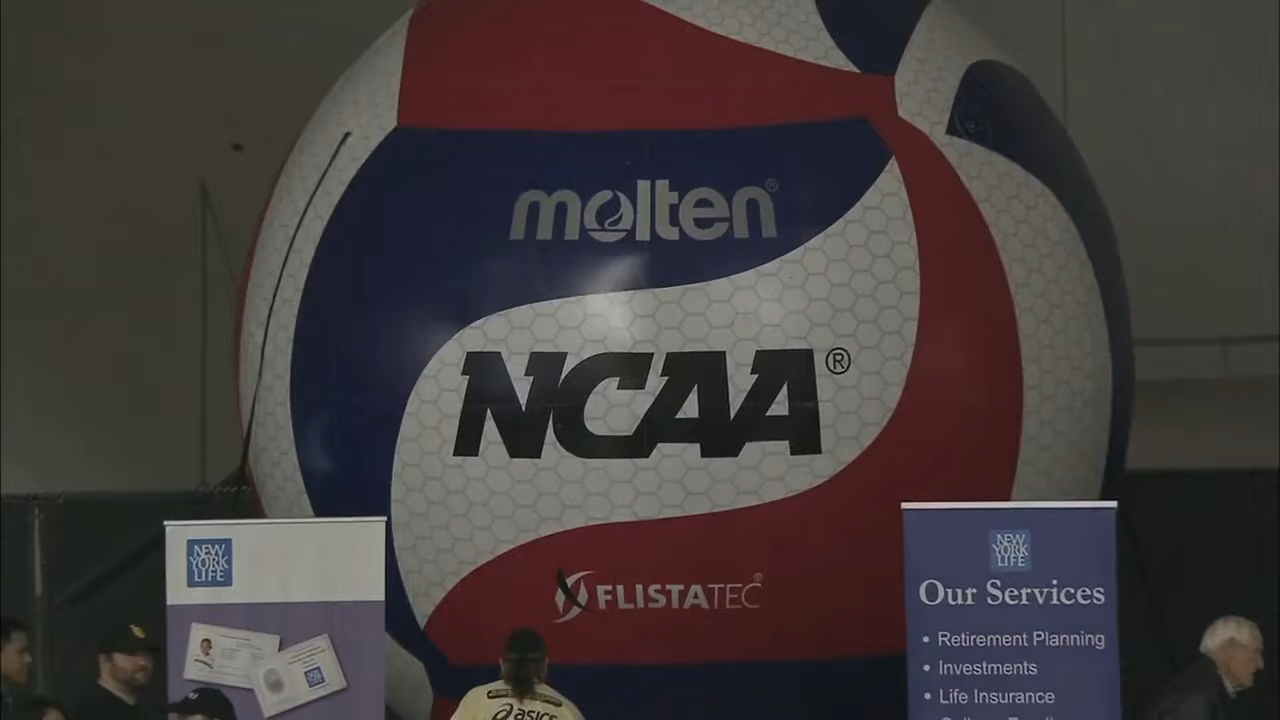 molten®
NCAA®
FLISTATEC®
NEW
YORK
LIFE
NEW
YORK
LIFE
Our Services
• Retirement Planning
• Investments
• Life Insurance
asics